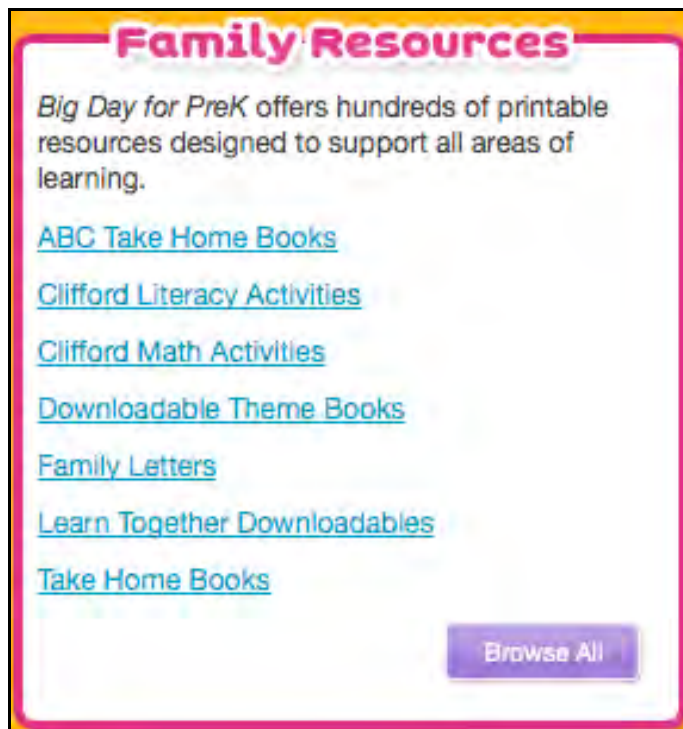 Family Resources
Big Day for PreK offers hundreds of printable
resources designed to support all areas of
learning.
ABC Take Home Books
Clifford Literacy Activities
Clifford Math Activities
Downloadable Theme Books
Family Letters
Learn Together Downloadables
Take Home Books
Browse All